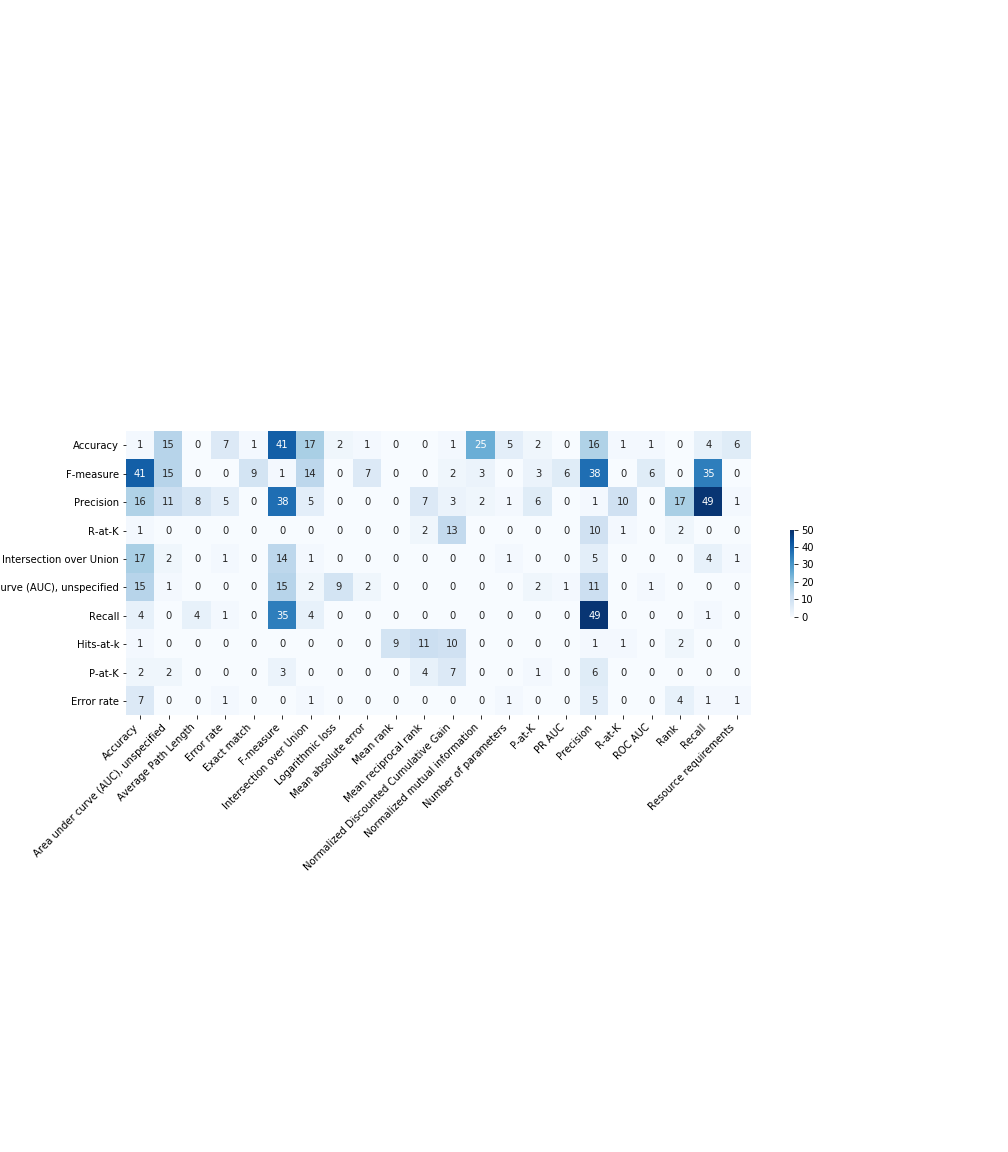 Accuracy 1 15 0 7 1 41 17 2 1 0 0 1 25 5 2 0 16 1 1 0 4 6
F-measure 41 15 0 0 9 1 14 0 7 0 0 2 3 0 3 6 38 0 6 0 35 0
Precision 16 11 8 5 0 38 5 0 0 0 7 3 2 1 6 0 1 10 0 17 49 1
R-at-K 1 0 0 0 0 0 0 0 0 0 2 13 0 0 0 0 10 1 0 2 0 0
Intersection over Union 17 2 0 1 0 14 1 0 0 0 0 0 0 1 0 0 5 0 0 0 4 1
urve (AUC), unspecified 15 1 0 0 0 15 2 9 2 0 0 0 0 0 2 1 11 0 1 0 0 0
Recall 4 0 4 1 0 35 4 0 0 0 0 0 0 0 0 0 49 0 0 0 1 0
Hits-at-k 1 0 0 0 0 0 0 0 0 9 11 10 0 0 0 0 1 1 0 2 0 0
P-at-K 2 2 0 0 0 3 0 0 0 0 4 7 0 0 1 0 6 0 0 0 0 0
Error rate 7 0 0 1 0 0 1 0 0 0 0 0 0 1 0 0 5 0 0 4 1 1
Accuracy
Area under curve (AUC), unspecified
Average Path Length
Error rate
Exact match
F-measure
Intersection over Union
Logarithmic loss
Mean absolute error
Mean rank
Mean reciprocal rank
Normalized Discounted Cumulative Gain
Normalized mutual information
Number of parameters
P-at-K
PR AUC
Precision
R-at-K
ROC AUC
Rank
Recall
Resource requirements
50
40
30
20
10
0